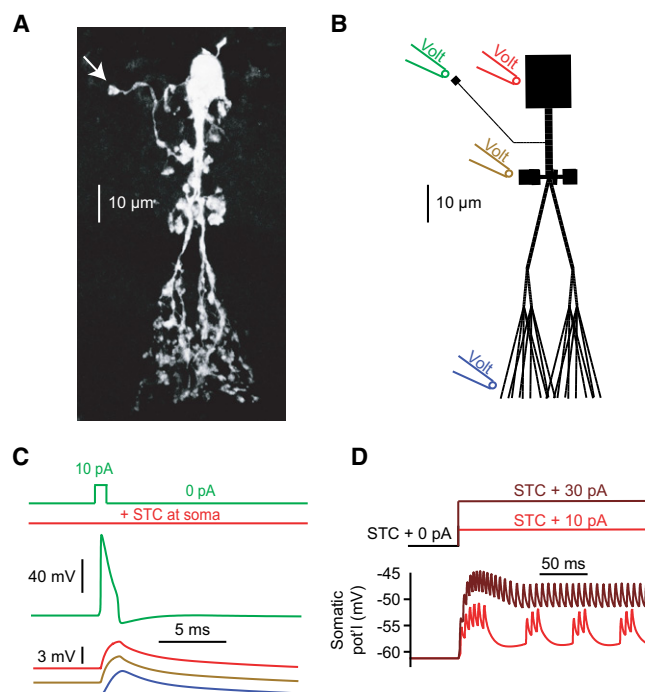 A
10 µm
B
Volt
Volt
Volt
10 µm
Volt
C
10 pA
0 pA
+ STC at soma
40 mV
5 ms
3 mV
D
STC + 30 pA
STC + 0 pA
STC + 10 pA
50 ms
-45
-50
-55
-60
Somatic
pot'l (mV)